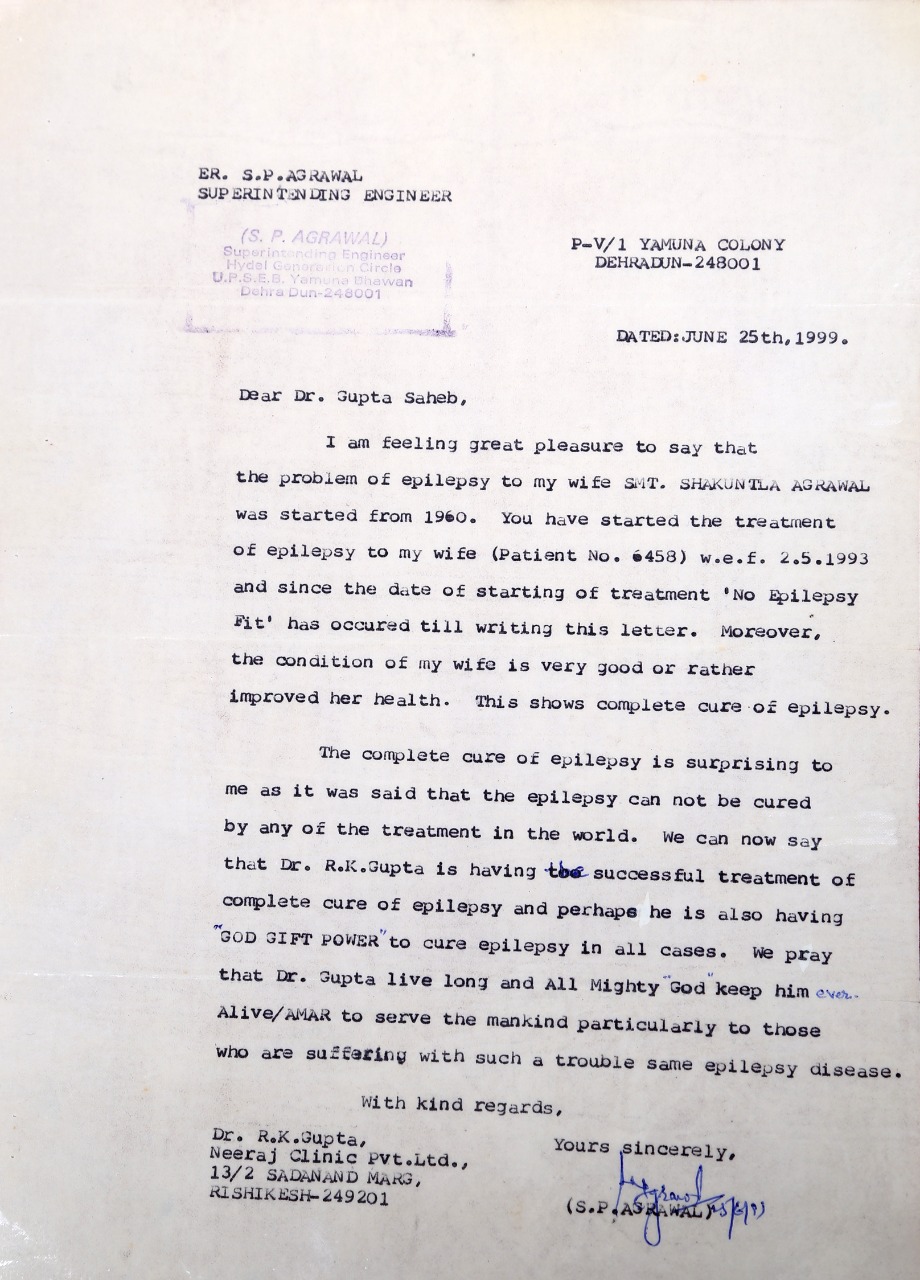 ER. S.P.AGRAWAL
SUPERINTENDING ENGINEER
(S. P. AGRAWAL)
Superintending Engineer
Hydel Generation Circle
U.P.S.E.B. Yamuna Bhawan
Dehra Dun-248001
P-V/1 YAMUNA COLONY
DEHRADUN-248001
DATED:JUNE 25th,1999.
Dear Dr. Gupta Saheb,
I am feeling great pleasure to say that
the problem of epilepsy to my wife SMT. SHAKUNTLA AGRAWAL
was started from 1960. You have started the treatment
of epilepsy to my wife (Patient No. 6458) w.e.f. 2.5.1993
and since the date of starting of treatment 'No Epilepsy
Fit' has occured till writing this letter. Moreover,
the condition of my wife is very good or rather
improved her health. This shows complete cure of epilepsy.
The complete cure of epilepsy is surprising to
me as it was said that the epilepsy can not be cured
by any of the treatment in the world. We can now say
that Dr. R.K.Gupta is having the successful treatment of
complete cure of epilepsy and perhaps he is also having
"GOD GIFT POWER" to cure epilepsy in all cases. We pray
that Dr. Gupta live long and All Mighty "God" keep him ever-
Alive/AMAR to serve the mankind particularly to those
who are suffering with such a trouble same epilepsy disease.
With kind regards,
Dr. R.K.Gupta,
Neeraj Clinic Pvt.Ltd.,
13/2 SADANAND MARG,
RISHIKESH-249201
Yours sincerely,
(S.P.AGRAWAL)